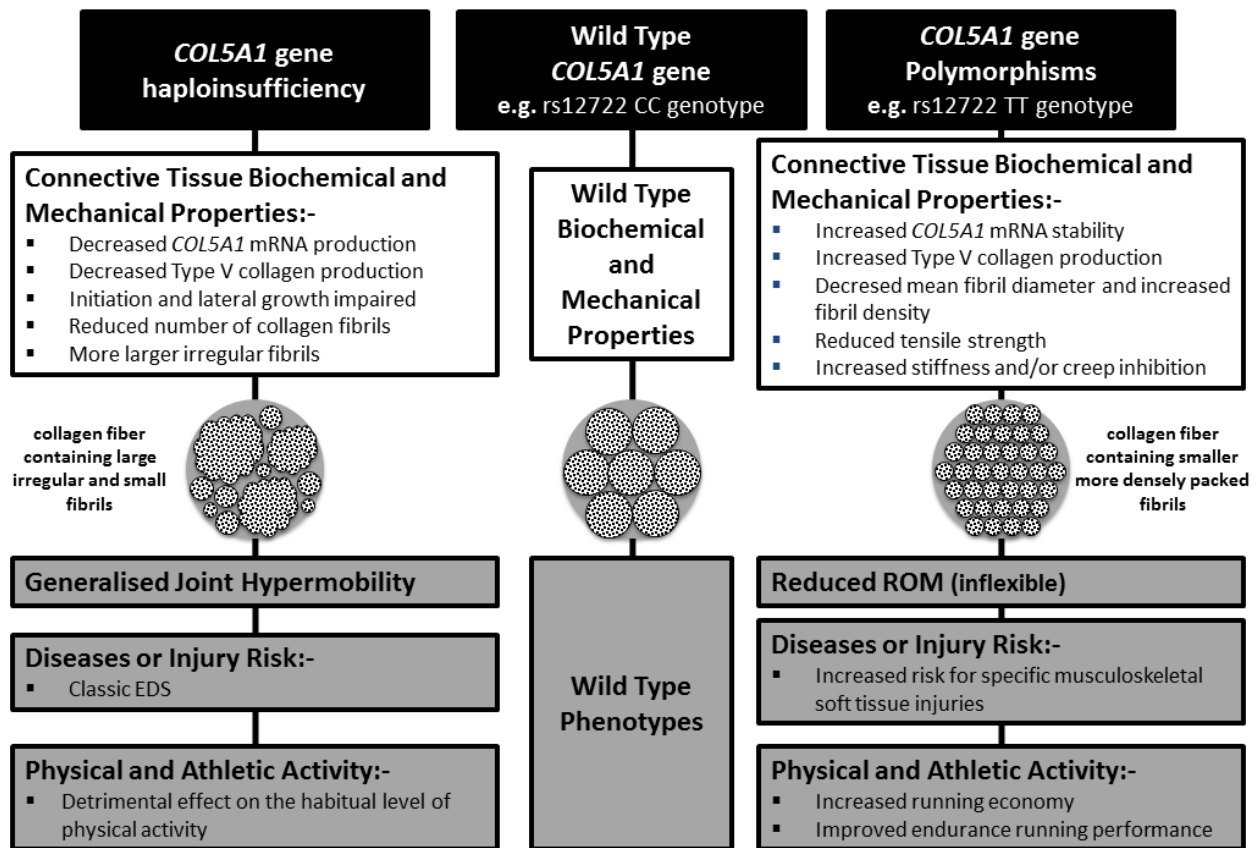 COL5A1 gene
haploinsufficiency
Connective Tissue Biochemical and
Mechanical Properties:-
▪ Decreased COL5A1 mRNA production
▪ Decreased Type V collagen production
▪ Initiation and lateral growth impaired
▪ Reduced number of collagen fibrils
▪ More larger irregular fibrils
collagen fiber
containing large
irregular and small
fibrils
Generalised Joint Hypermobility
Diseases or Injury Risk:-
▪ Classic EDS
Physical and Athletic Activity:-
▪ Detrimental effect on the habitual level of
physical activity
Wild Type
COL5A1 gene
e.g. rs12722 CC genotype
Wild Type
Biochemical
and
Mechanical
Properties
Wild Type
Phenotypes
COL5A1 gene
Polymorphisms
e.g. rs12722 TT genotype
Connective Tissue Biochemical and
Mechanical Properties:-
▪ Increased COL5A1 mRNA stability
▪ Increased Type V collagen production
▪ Decresed mean fibril diameter and increased
fibril density
▪ Reduced tensile strength
▪ Increased stiffness and/or creep inhibition
collagen fiber
containing smaller
more densely packed
fibrils
Reduced ROM (inflexible)
Diseases or Injury Risk:-
▪ Increased risk for specific musculoskeletal
soft tissue injuries
Physical and Athletic Activity:-
▪ Increased running economy
▪ Improved endurance running performance